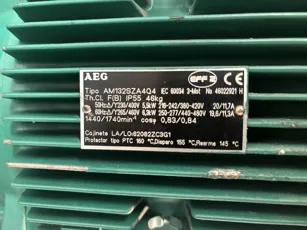 AEG EFF 2
Tipo AM132SZA4Q4 IEC 60034 3~Mot No 46022921 H
Th.Cl. F(B) IP55 46kg
50Hz△/Y230/400 5,5kW 218-242/380-420V 20/11,7A
60Hz△/Y265/460 6,3kW 250-277/440-480V 19,6/11,3A
1440/1740min⁻¹ cosφ 0,83/0,84
Cojinete LA/LO:62082ZC3G1
Protector tipo PTC 160 °C,Disparo 165 °C,Rearme 145 °C